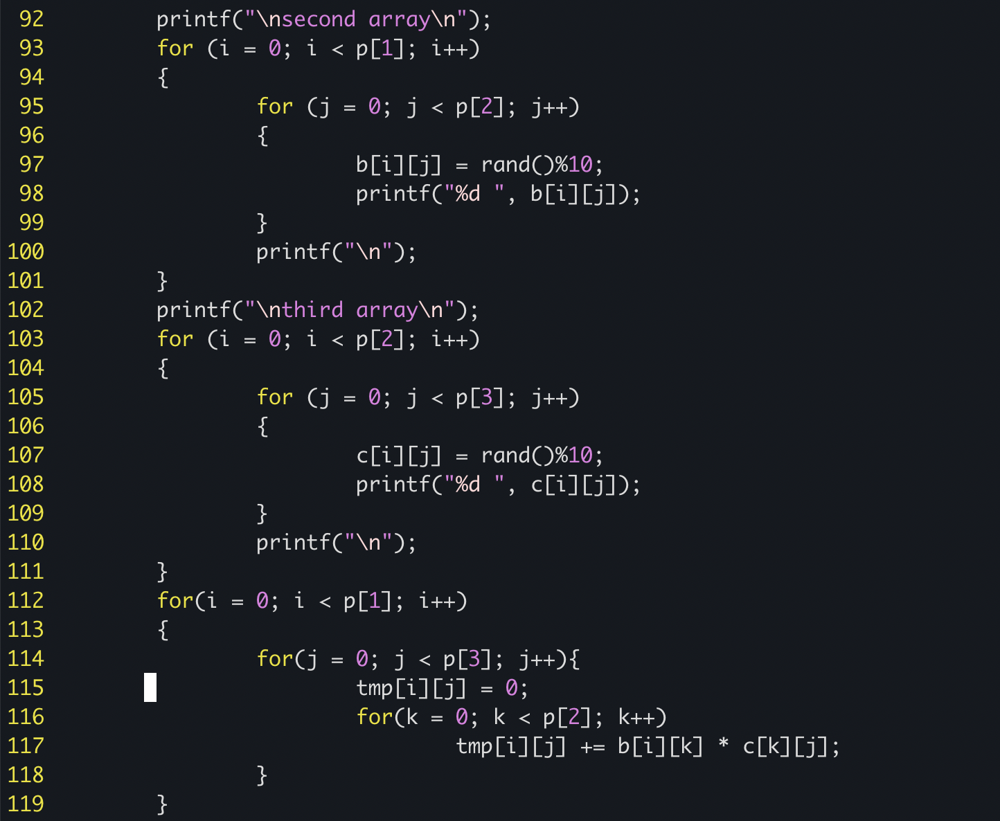 92 printf("\nsecond array\n");
93 for (i = 0; i < p[1]; i++)
94 {
95 for (j = 0; j < p[2]; j++)
96 {
97 b[i][j] = rand()%10;
98 printf("%d ", b[i][j]);
99 }
100 printf("\n");
101 }
102 printf("\nthird array\n");
103 for (i = 0; i < p[2]; i++)
104 {
105 for (j = 0; j < p[3]; j++)
106 {
107 c[i][j] = rand()%10;
108 printf("%d ", c[i][j]);
109 }
110 printf("\n");
111 }
112 for(i = 0; i < p[1]; i++)
113 {
114 for(j = 0; j < p[3]; j++){
115 tmp[i][j] = 0;
116 for(k = 0; k < p[2]; k++)
117 tmp[i][j] += b[i][k] * c[k][j];
118 }
119 }